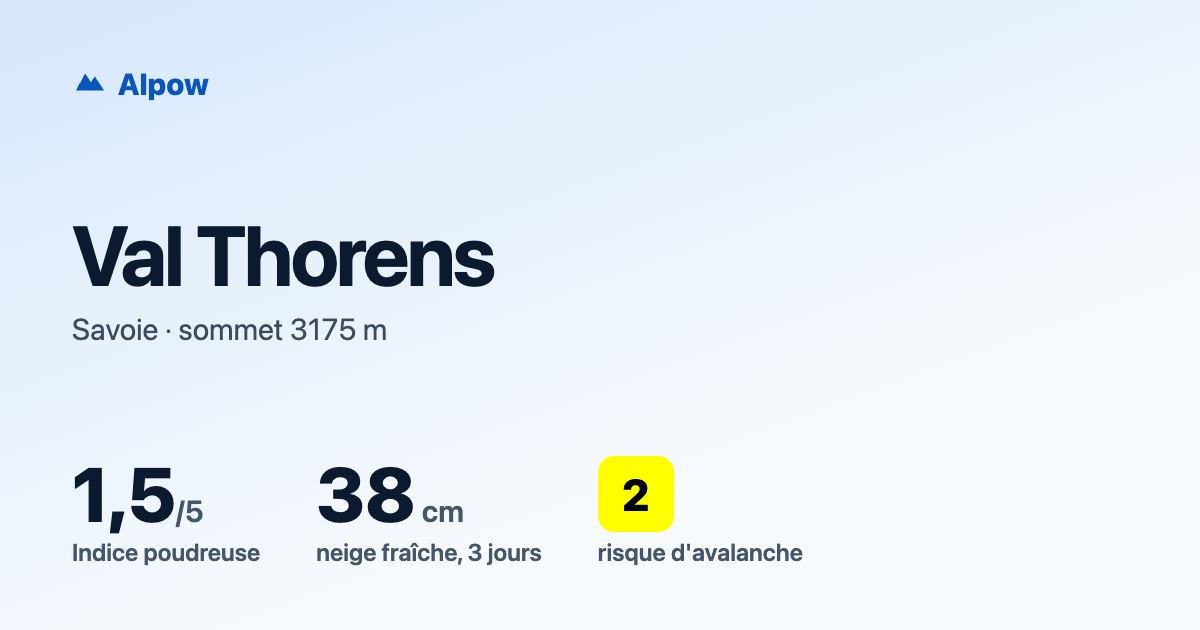 Alpow
Val Thorens
Savoie · sommet 3175 m
1,5/5
Indice poudreuse
38 cm
neige fraîche, 3 jours
2
risque d'avalanche